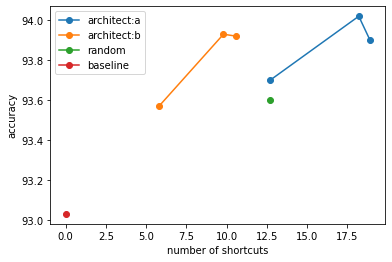 architect:a
architect:b
random
baseline
94.0
93.8
93.6
93.4
93.2
93.0
accuracy
0.0 2.5 5.0 7.5 10.0 12.5 15.0 17.5
number of shortcuts